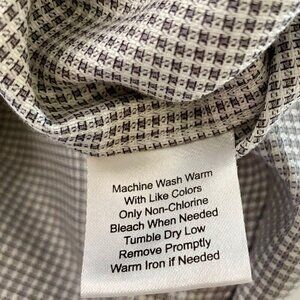 Machine Wash Warm
With Like Colors
Only Non-Chlorine
Bleach When Needed
Tumble Dry Low
Remove Promptly
Warm Iron if Needed